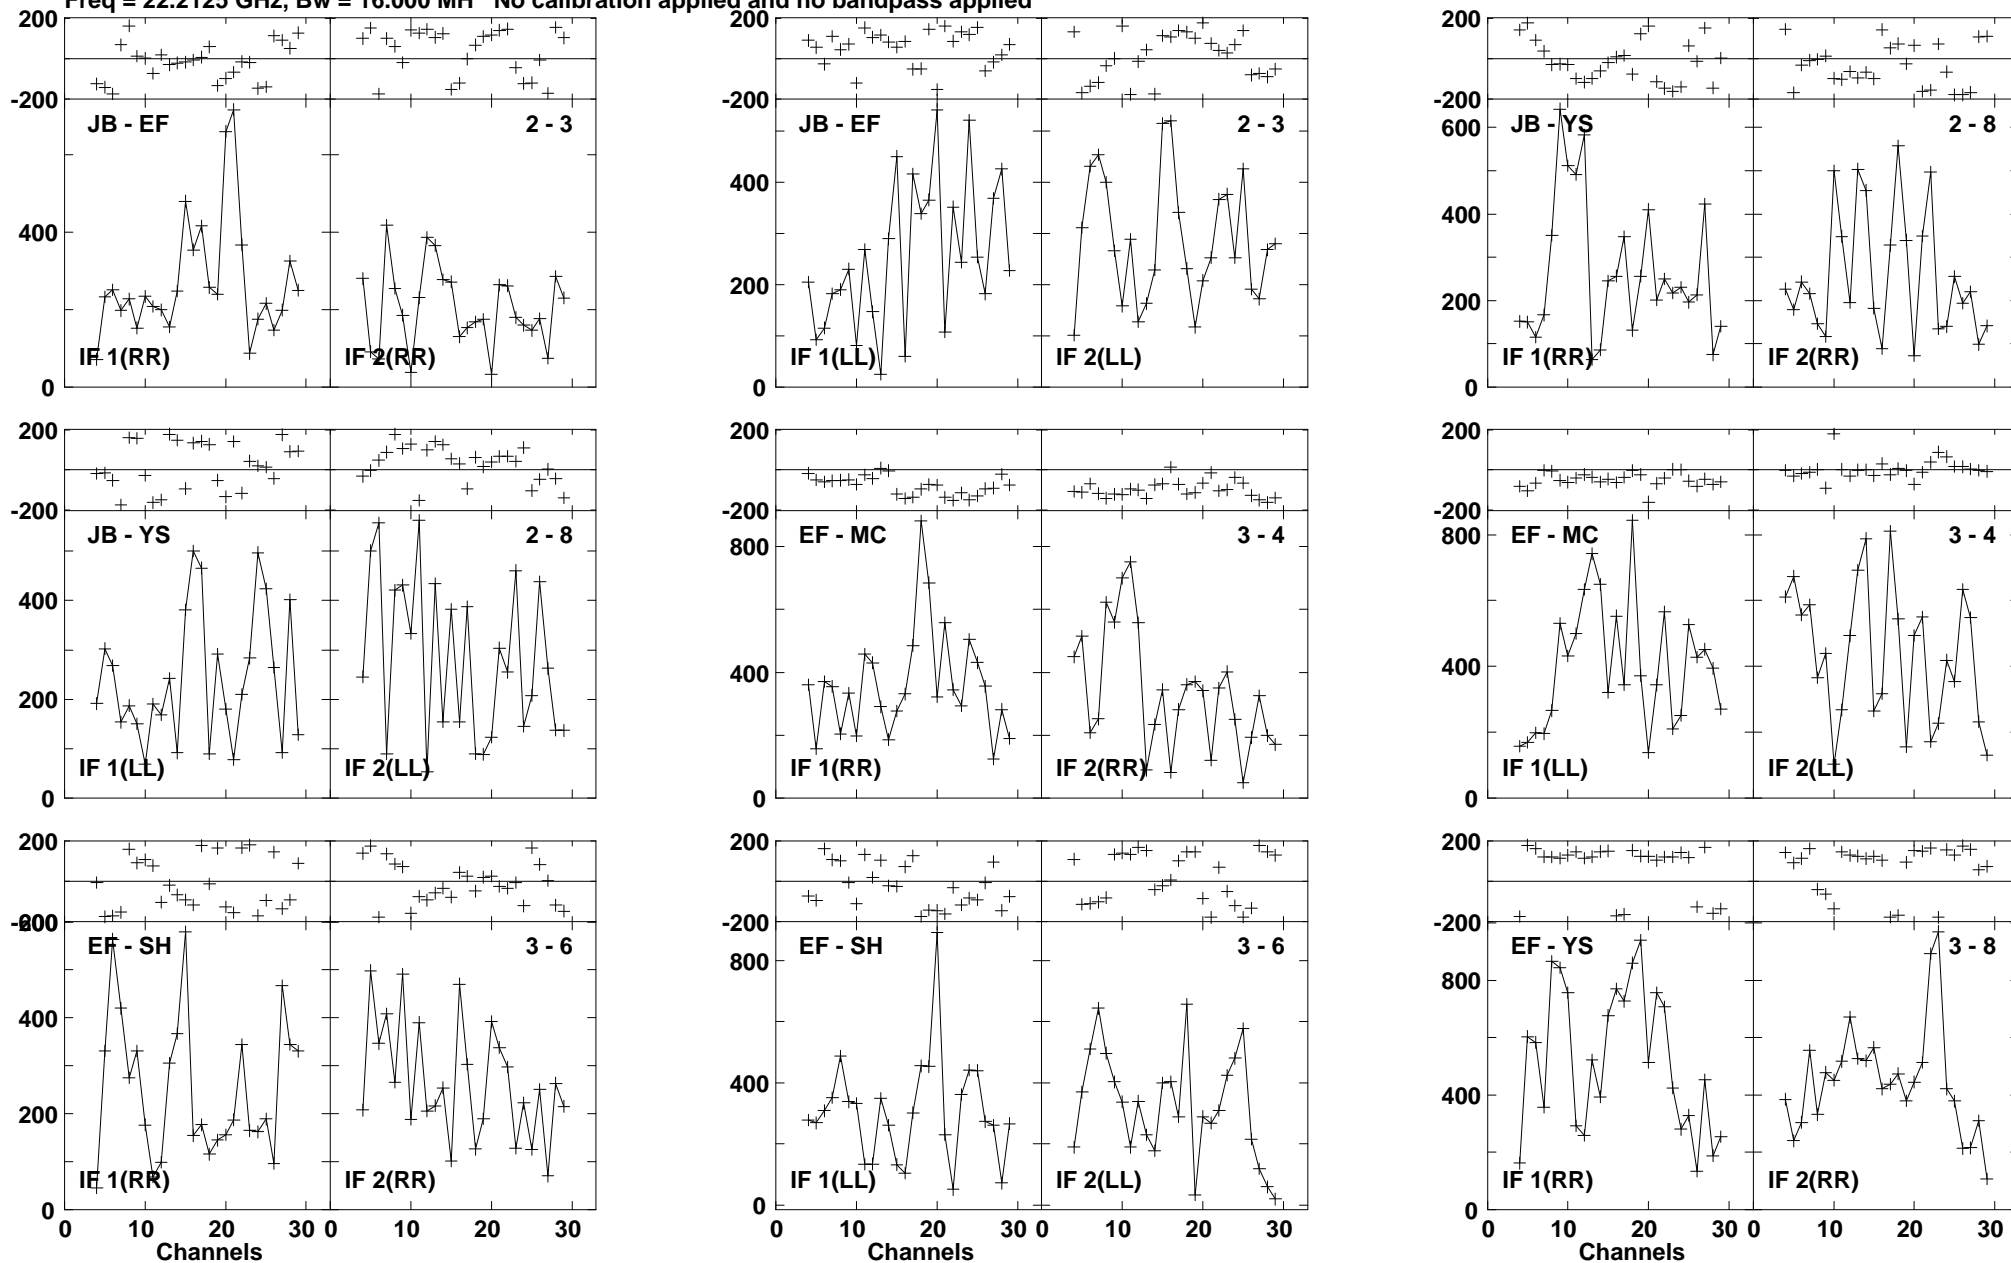 Freq = 22.2125 GHz, Bw = 16.000 MH No calibration applied and no bandpass applied
200
-200
JB - EF
2 - 3
400
0
IF 1(RR)
IF 2(RR)
200
-200
JB - EF
2 - 3
400
200
0
IF 1(LL)
IF 2(LL)
200
-200
JB - YS
2 - 8
600
400
200
0
IF 1(RR)
IF 2(RR)
200
-200
JB - YS
2 - 8
400
200
0
IF 1(LL)
IF 2(LL)
200
-200
EF - MC
3 - 4
800
400
0
IF 1(RR)
IF 2(RR)
200
-200
EF - MC
3 - 4
800
400
0
IF 1(LL)
IF 2(LL)
200
-200
600
EF - SH
3 - 6
400
200
0
IF 1(RR)
IF 2(RR)
0 10 20 30 0 10 20 30
Channels
200
-200
EF - SH
3 - 6
800
400
0
IF 1(LL)
IF 2(LL)
0 10 20 30
200
-200
EF - YS
3 - 8
800
400
0
IF 1(RR)
IF 2(RR)
0 10 20 30 0 10 20 30
Channels